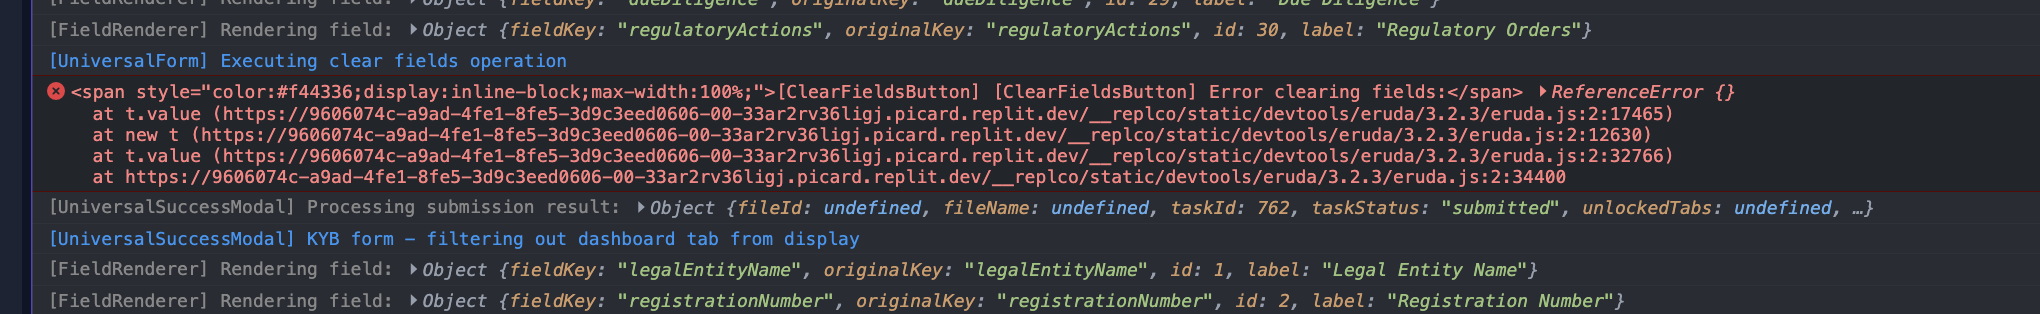 [FieldRenderer] Rendering field: ▶Object {fieldKey: "dueDiligence", originalKey: "dueDiligence", id: 29, label: "Due Diligence"}
[FieldRenderer] Rendering field: ▶Object {fieldKey: "regulatoryActions", originalKey: "regulatoryActions", id: 30, label: "Regulatory Orders"}
[UniversalForm] Executing clear fields operation
<span style="color:#f44336;display:inline-block;max-width:100%;">[ClearFieldsButton] [ClearFieldsButton] Error clearing fields:</span> ▶ReferenceError {}
at t.value (https://9606074c-a9ad-4fe1-8fe5-3d9c3eed0606-00-33ar2rv36ligj.picard.replit.dev/__replco/static/devtools/eruda/3.2.3/eruda.js:2:17465)
at new t (https://9606074c-a9ad-4fe1-8fe5-3d9c3eed0606-00-33ar2rv36ligj.picard.replit.dev/__replco/static/devtools/eruda/3.2.3/eruda.js:2:12630)
at t.value (https://9606074c-a9ad-4fe1-8fe5-3d9c3eed0606-00-33ar2rv36ligj.picard.replit.dev/__replco/static/devtools/eruda/3.2.3/eruda.js:2:32766)
at https://9606074c-a9ad-4fe1-8fe5-3d9c3eed0606-00-33ar2rv36ligj.picard.replit.dev/__replco/static/devtools/eruda/3.2.3/eruda.js:2:34400
[UniversalSuccessModal] Processing submission result: ▶Object {fileId: undefined, fileName: undefined, taskId: 762, taskStatus: "submitted", unlockedTabs: undefined, …}
[UniversalSuccessModal] KYB form – filtering out dashboard tab from display
[FieldRenderer] Rendering field: ▶Object {fieldKey: "legalEntityName", originalKey: "legalEntityName", id: 1, label: "Legal Entity Name"}
[FieldRenderer] Rendering field: ▶Object {fieldKey: "registrationNumber", originalKey: "registrationNumber", id: 2, label: "Registration Number"}